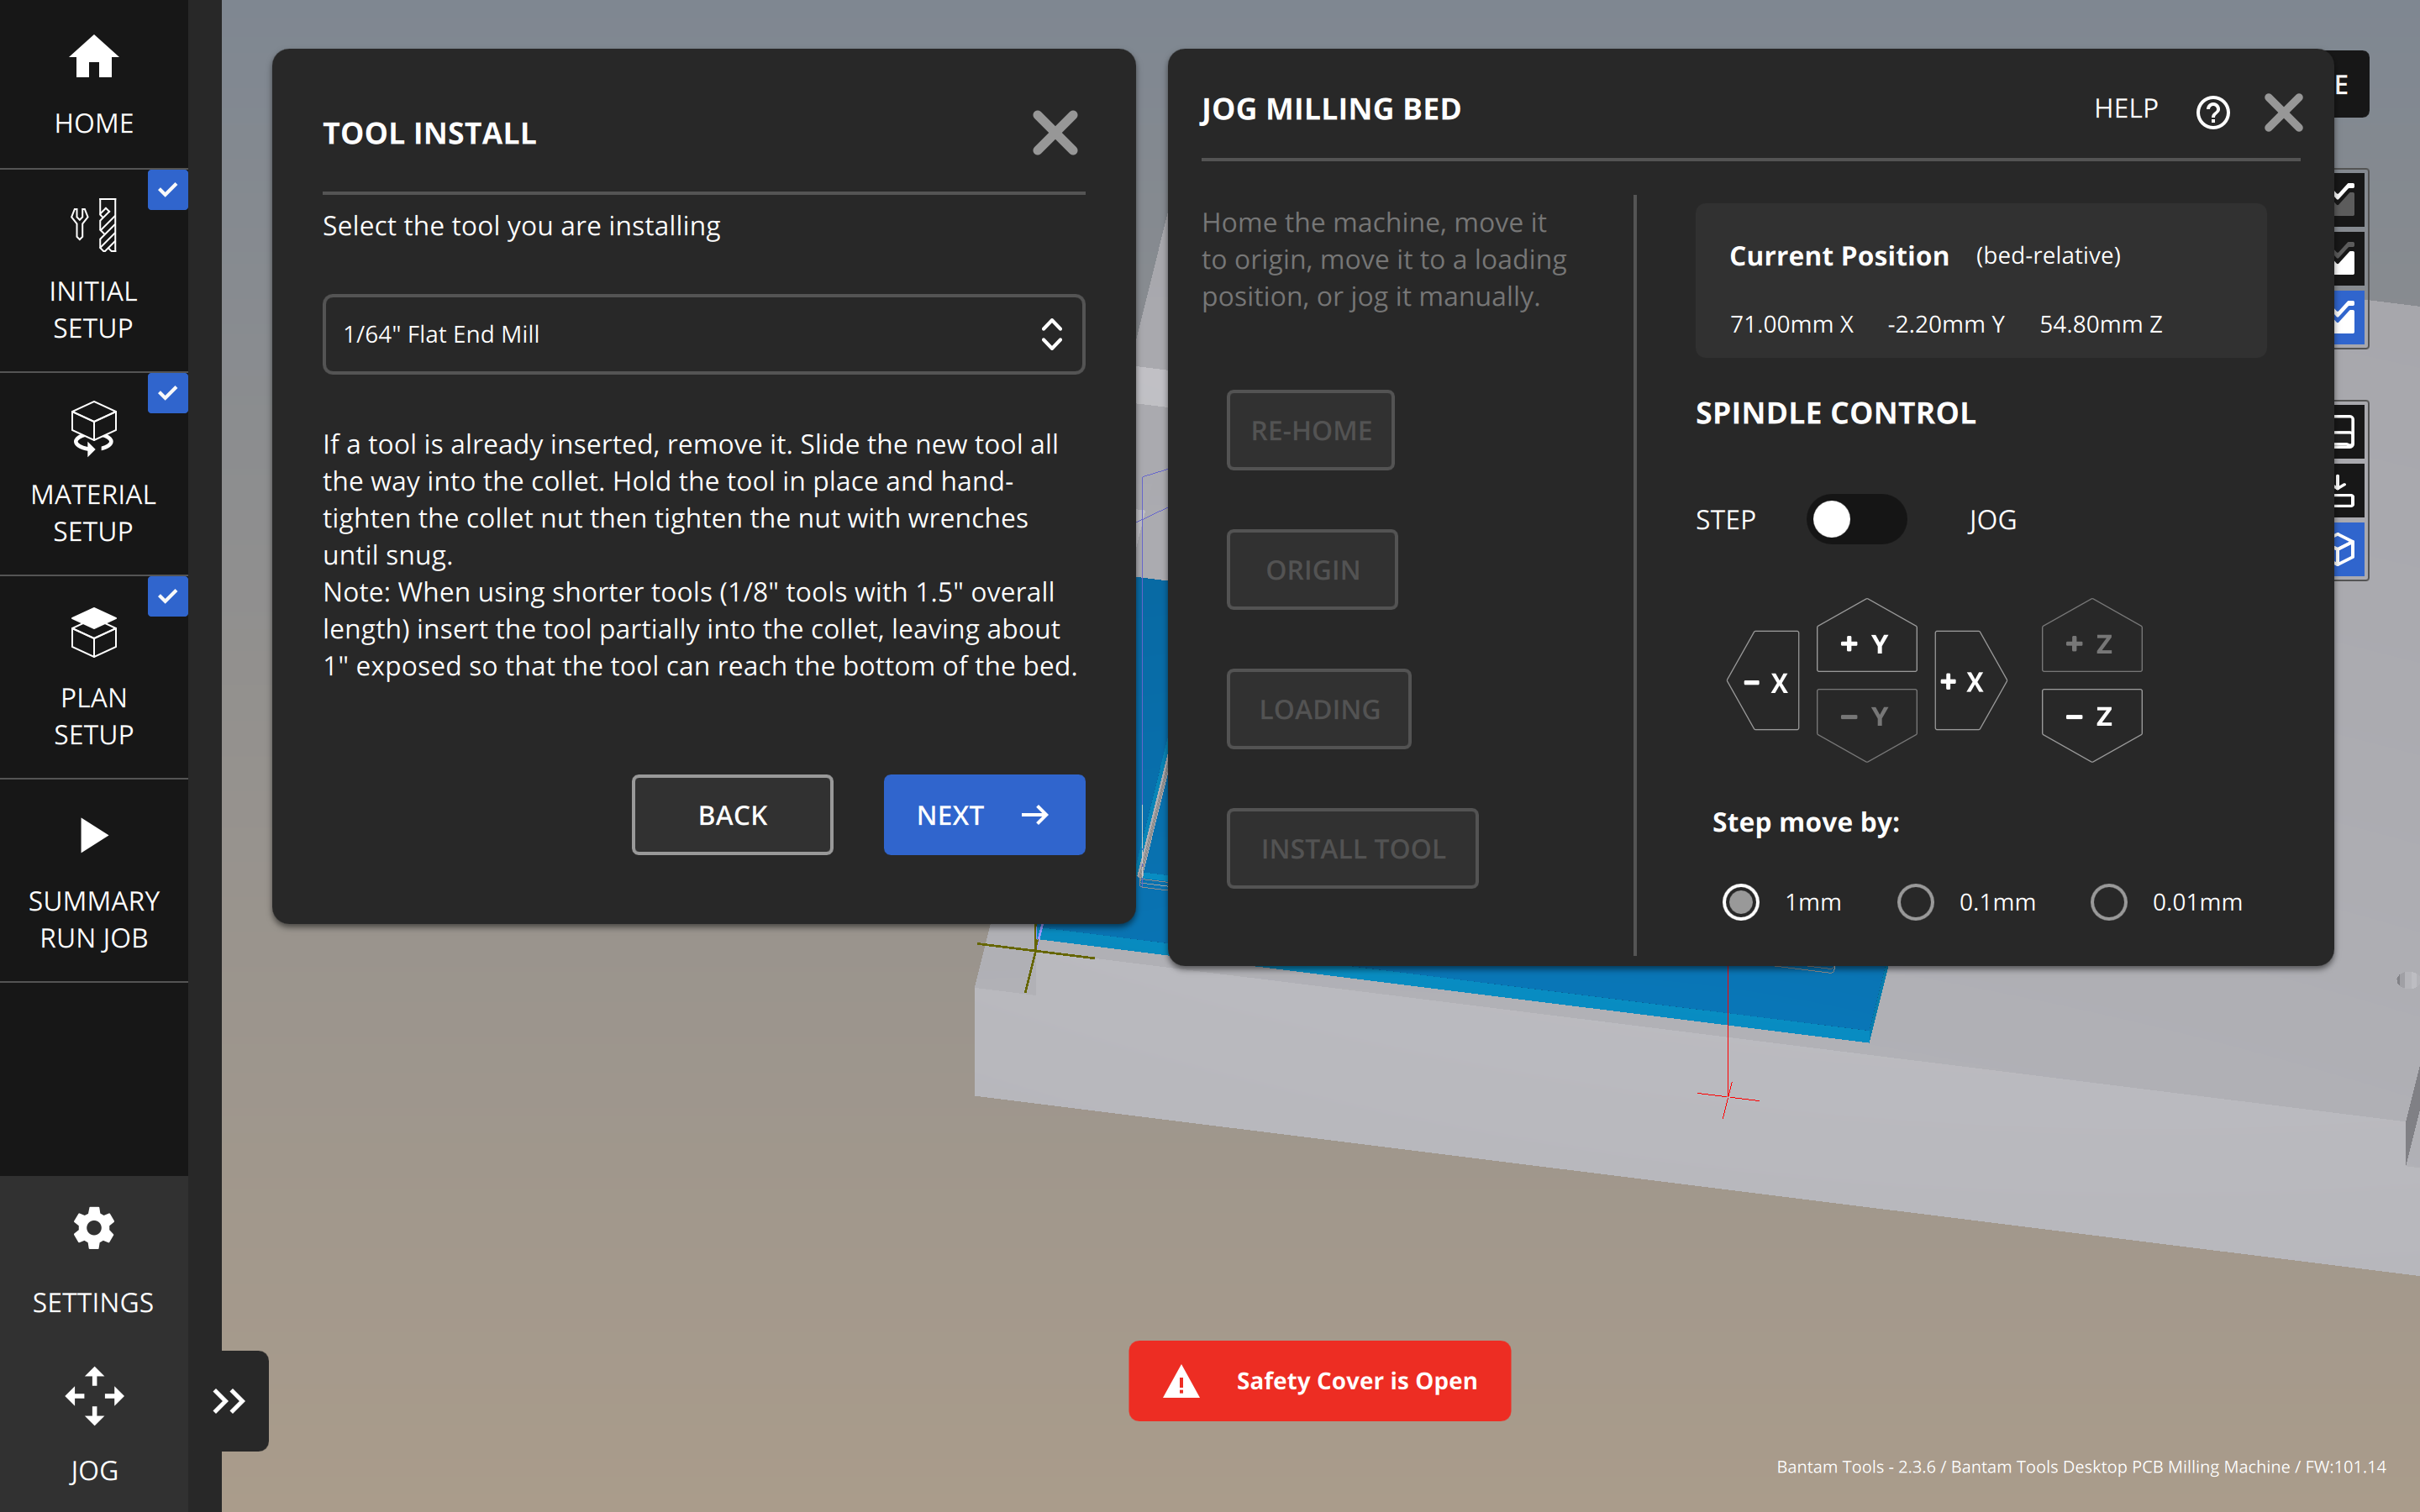 HOME
INITIAL
SETUP
MATERIAL
SETUP
PLAN
SETUP
SUMMARY
RUN JOB
SETTINGS
JOG
TOOL INSTALL
Select the tool you are installing
1/64" Flat End Mill
If a tool is already inserted, remove it. Slide the new tool all
the way into the collet. Hold the tool in place and hand-
tighten the collet nut then tighten the nut with wrenches
until snug.
Note: When using shorter tools (1/8" tools with 1.5" overall
length) insert the tool partially into the collet, leaving about
1" exposed so that the tool can reach the bottom of the bed.
BACK
NEXT
JOG MILLING BED
HELP
Home the machine, move it
to origin, move it to a loading
position, or jog it manually.
RE-HOME
ORIGIN
LOADING
INSTALL TOOL
Current Position (bed-relative)
71.00mm X -2.20mm Y 54.80mm Z
SPINDLE CONTROL
STEP JOG
+ Y
- X
+ X
- Y
+ Z
- Z
Step move by:
1mm 0.1mm 0.01mm
E
Safety Cover is Open
Bantam Tools - 2.3.6 / Bantam Tools Desktop PCB Milling Machine / FW:101.14